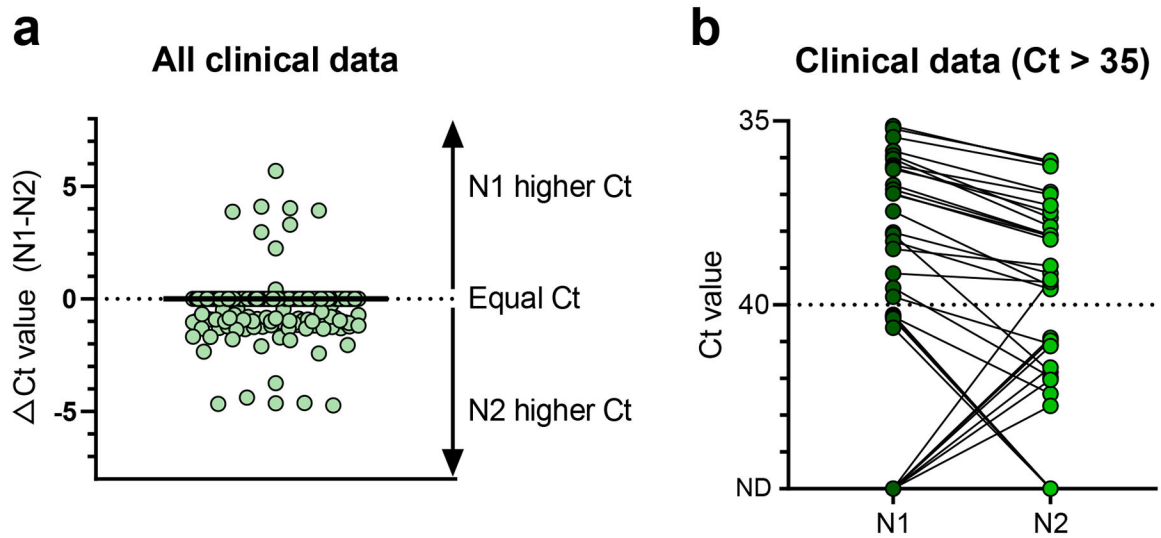 a
All clinical data
△Ct value (N1-N2)
5
0
-5
N1 higher Ct
Equal Ct
N2 higher Ct
b
Clinical data (Ct > 35)
Ct value
35
40
ND
N1
N2